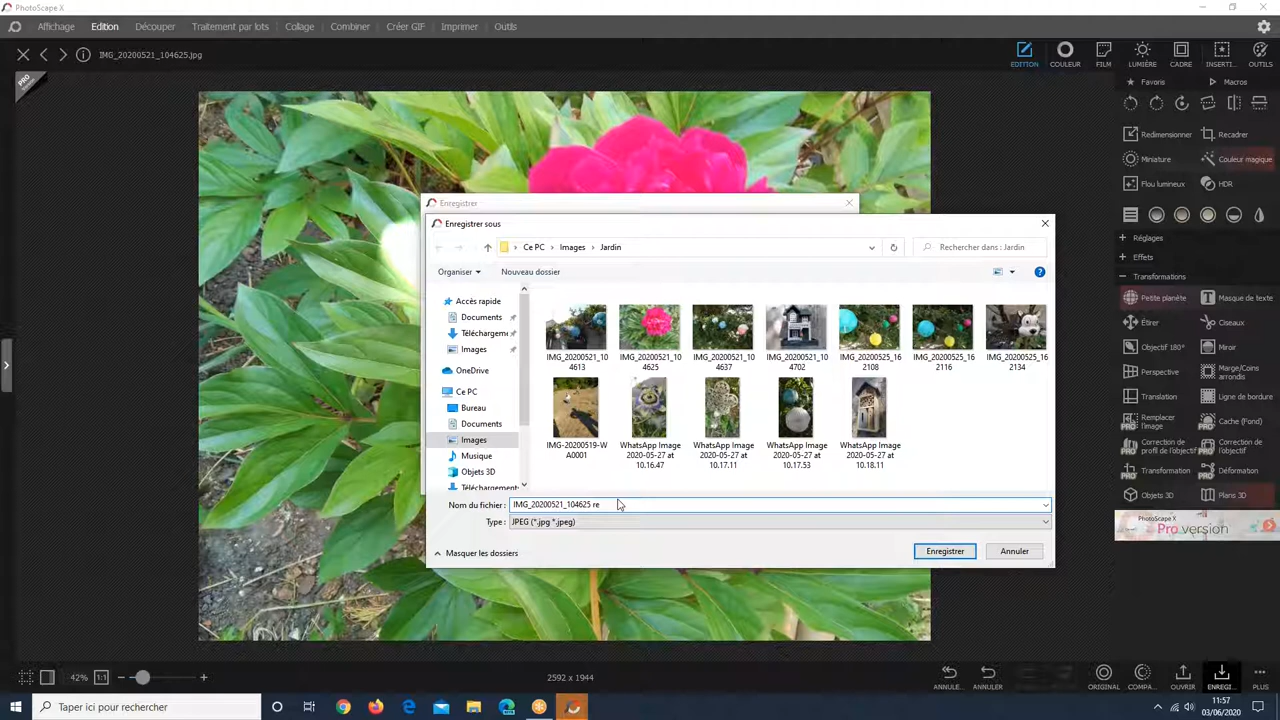 PhotoScape X
Affichage Edition Découper Traitement par lots Collage Combiner Créer GIF Imprimer Outils
IMG_20200521_104625.jpg
EDITION COULEUR FILM LUMIÈRE CADRE INSERTI... OUTILS
PRO
Favoris Macros
Redimensionner Recadrer
Miniature Couleur magique
Flou lumineux HDR
Réglages
Effets
Transformations
Petite planète Masque de texte
Étirer Ciseaux
Objectif 180° Miroir
Perspective Marge/Coins arrondis
Translation Ligne de bordure
Remplacer l'image Cache (Fond)
Correction de profil de l'object Correction de l'objectif
Transformation Déformation
Objets 3D Plans 3D
PhotoScape X
Pro version
Enregistrer
Enregistrer sous
Ce PC > Images > Jardin
Rechercher dans : Jardin
Organiser Nouveau dossier
Accès rapide
Documents
Téléchargeme
Images
OneDrive
Ce PC
Bureau
Documents
Images
Musique
Objets 3D
Téléchargement
IMG_20200521_104613
IMG_20200521_104625
IMG_20200521_104637
IMG_20200521_104702
IMG_20200525_162108
IMG_20200525_162116
IMG_20200525_162134
IMG-20200519-WA0001
WhatsApp Image 2020-05-27 at 10.16.47
WhatsApp Image 2020-05-27 at 10.17.11
WhatsApp Image 2020-05-27 at 10.17.53
WhatsApp Image 2020-05-27 at 10.18.11
Nom du fichier : IMG_20200521_104625 re
Type : JPEG (*.jpg *.jpeg)
Masquer les dossiers
Enregistrer Annuler
42% 1:1
2592 x 1944
ANNULE... ANNULER ORIGINAL COMPA... OUVRIR ENREGI... PLUS
Taper ici pour rechercher
11:57
03/06/2020